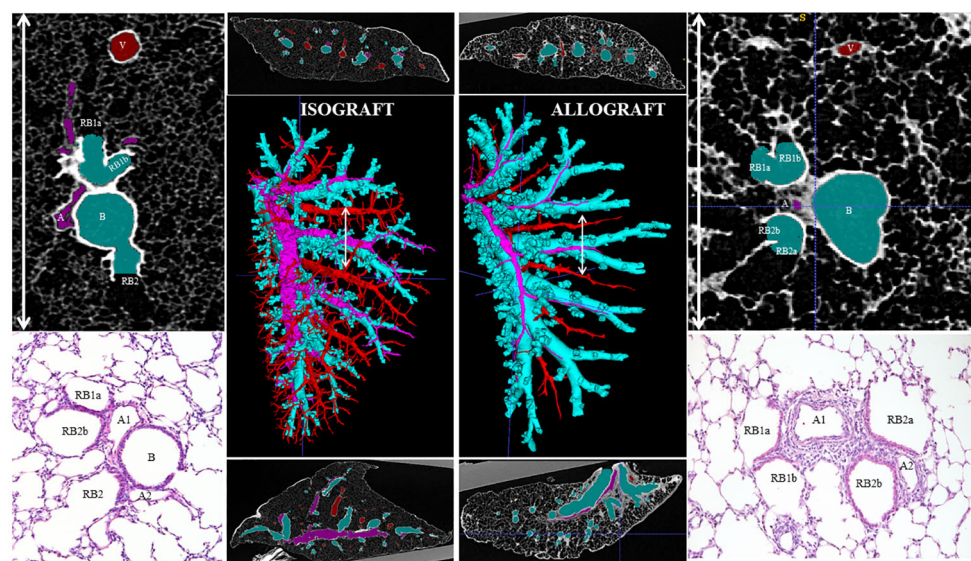 V
RB1a
RB1b
A
B
RB2
ISOGRAFT
ALLOGRAFT
S
V
RB1b
RB1a
A
B
RB2b
RB2a
RB1a
A1
RB2b
B
RB2
A2
A1
RB2a
RB1a
A2
RB1b
RB2b